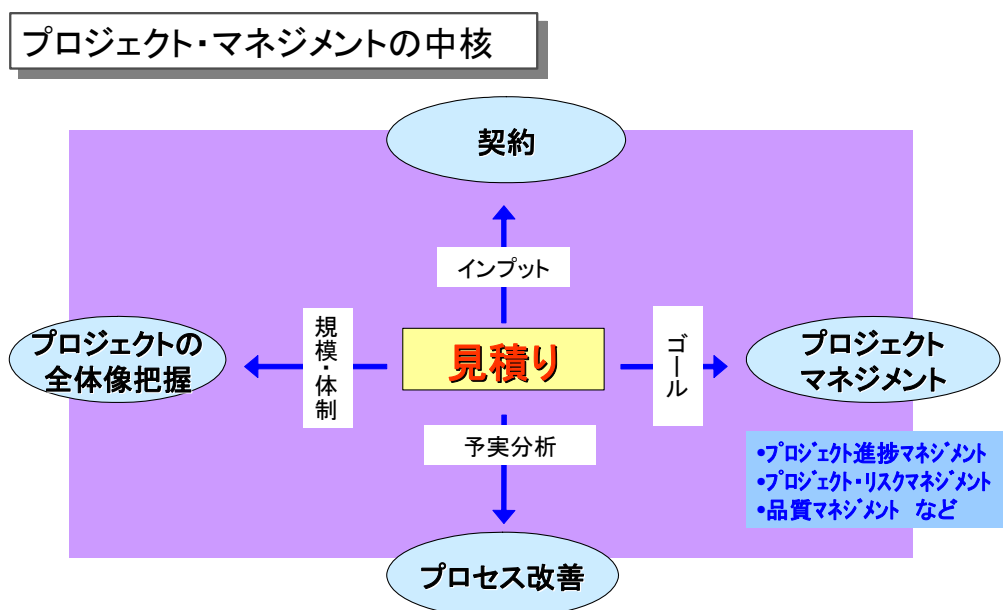 プロジェクト・マネジメントの中核
契約
インプット
プロジェクトの
全体像把握
規模・体制
見積り
ゴール
プロジェクト
マネジメント
予実分析
•プロジェクト進捗マネジメント
•プロジェクト・リスクマネジメント
•品質マネジメント など
プロセス改善